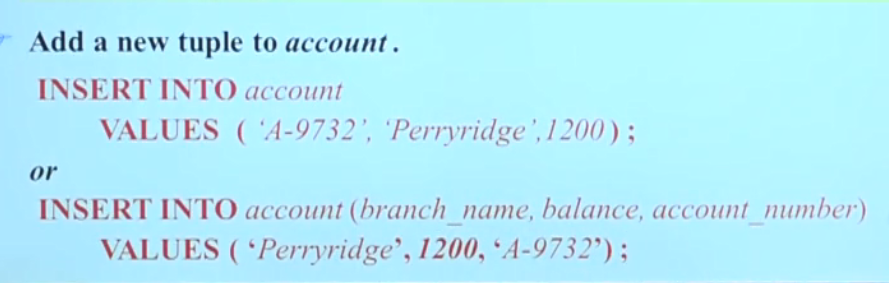 Add a new tuple to account.
INSERT INTO account
VALUES ( ‘A-9732’, ‘Perryridge’,1200);
or
INSERT INTO account (branch_name, balance, account_number)
VALUES ( ‘Perryridge’, 1200, ‘A-9732’);